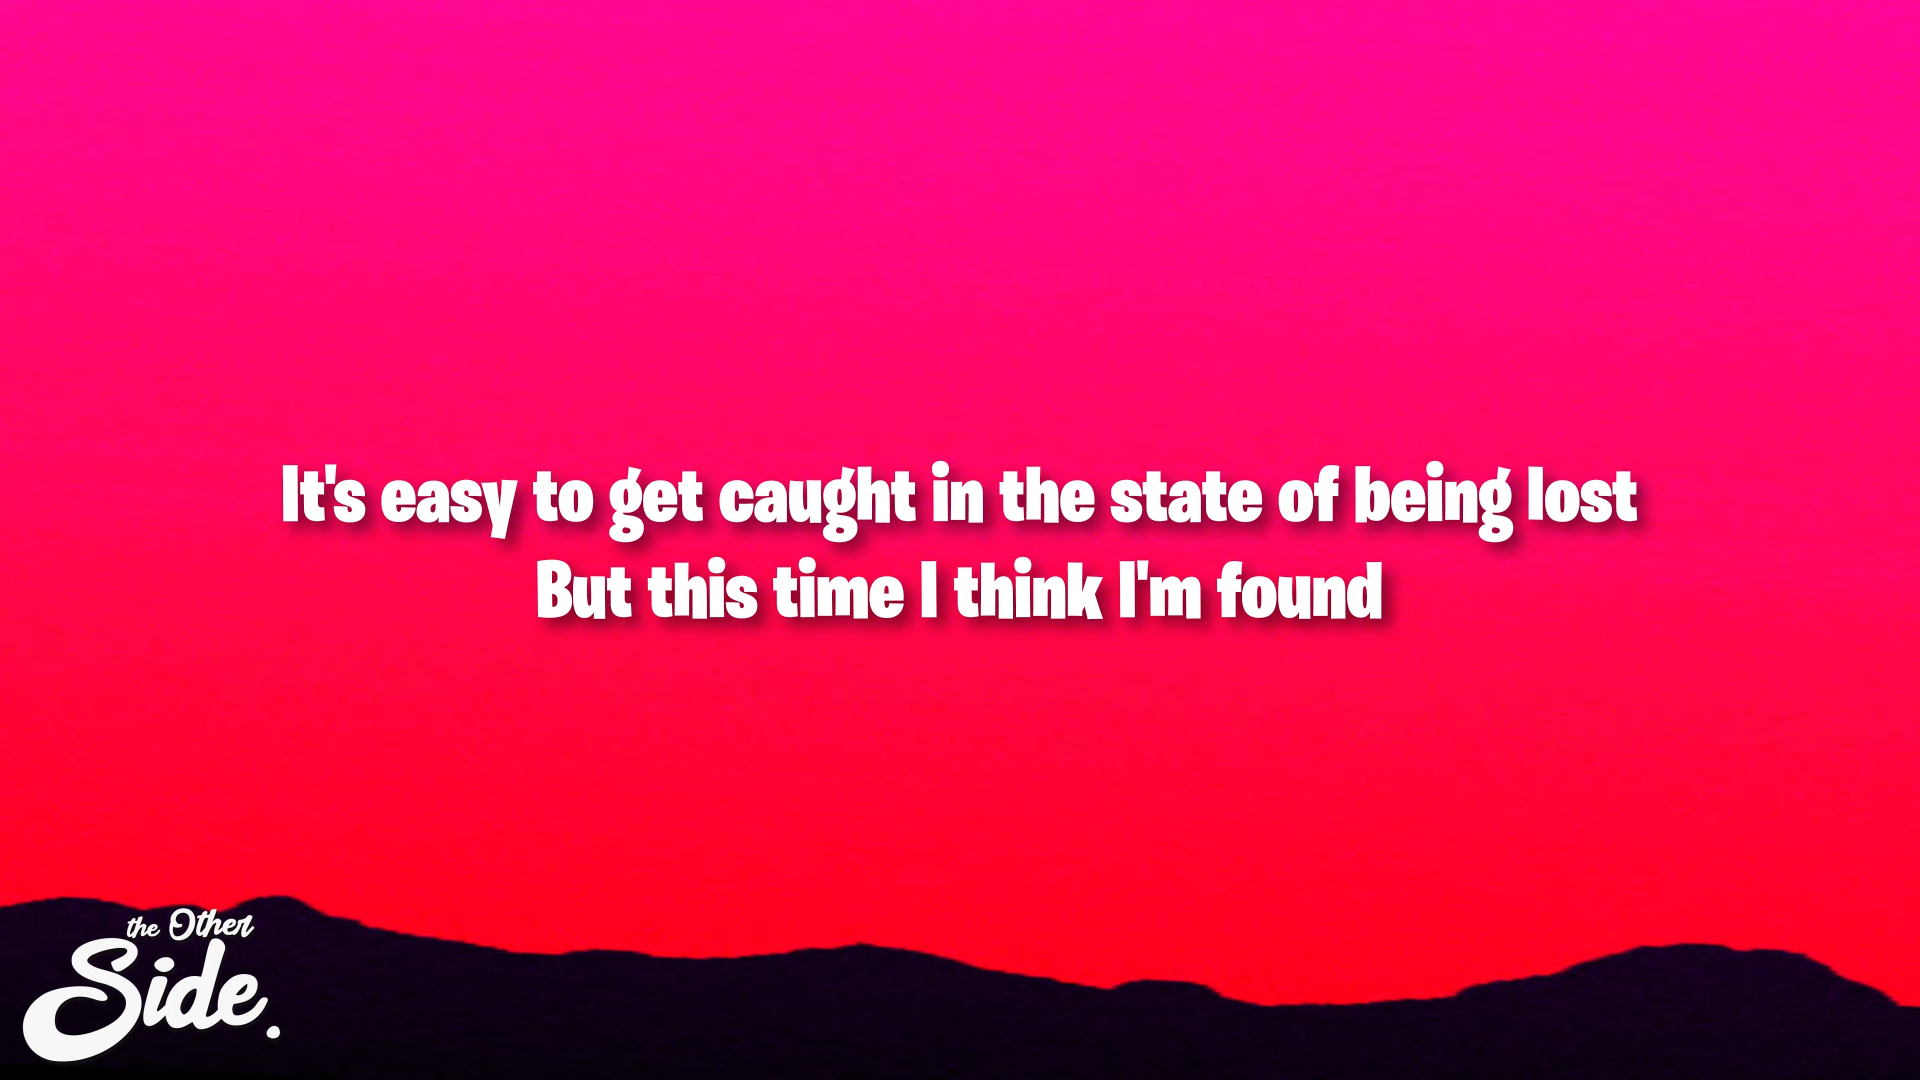 It's easy to get caught in the state of being lost
But this time I think I'm found
the Other
Side.